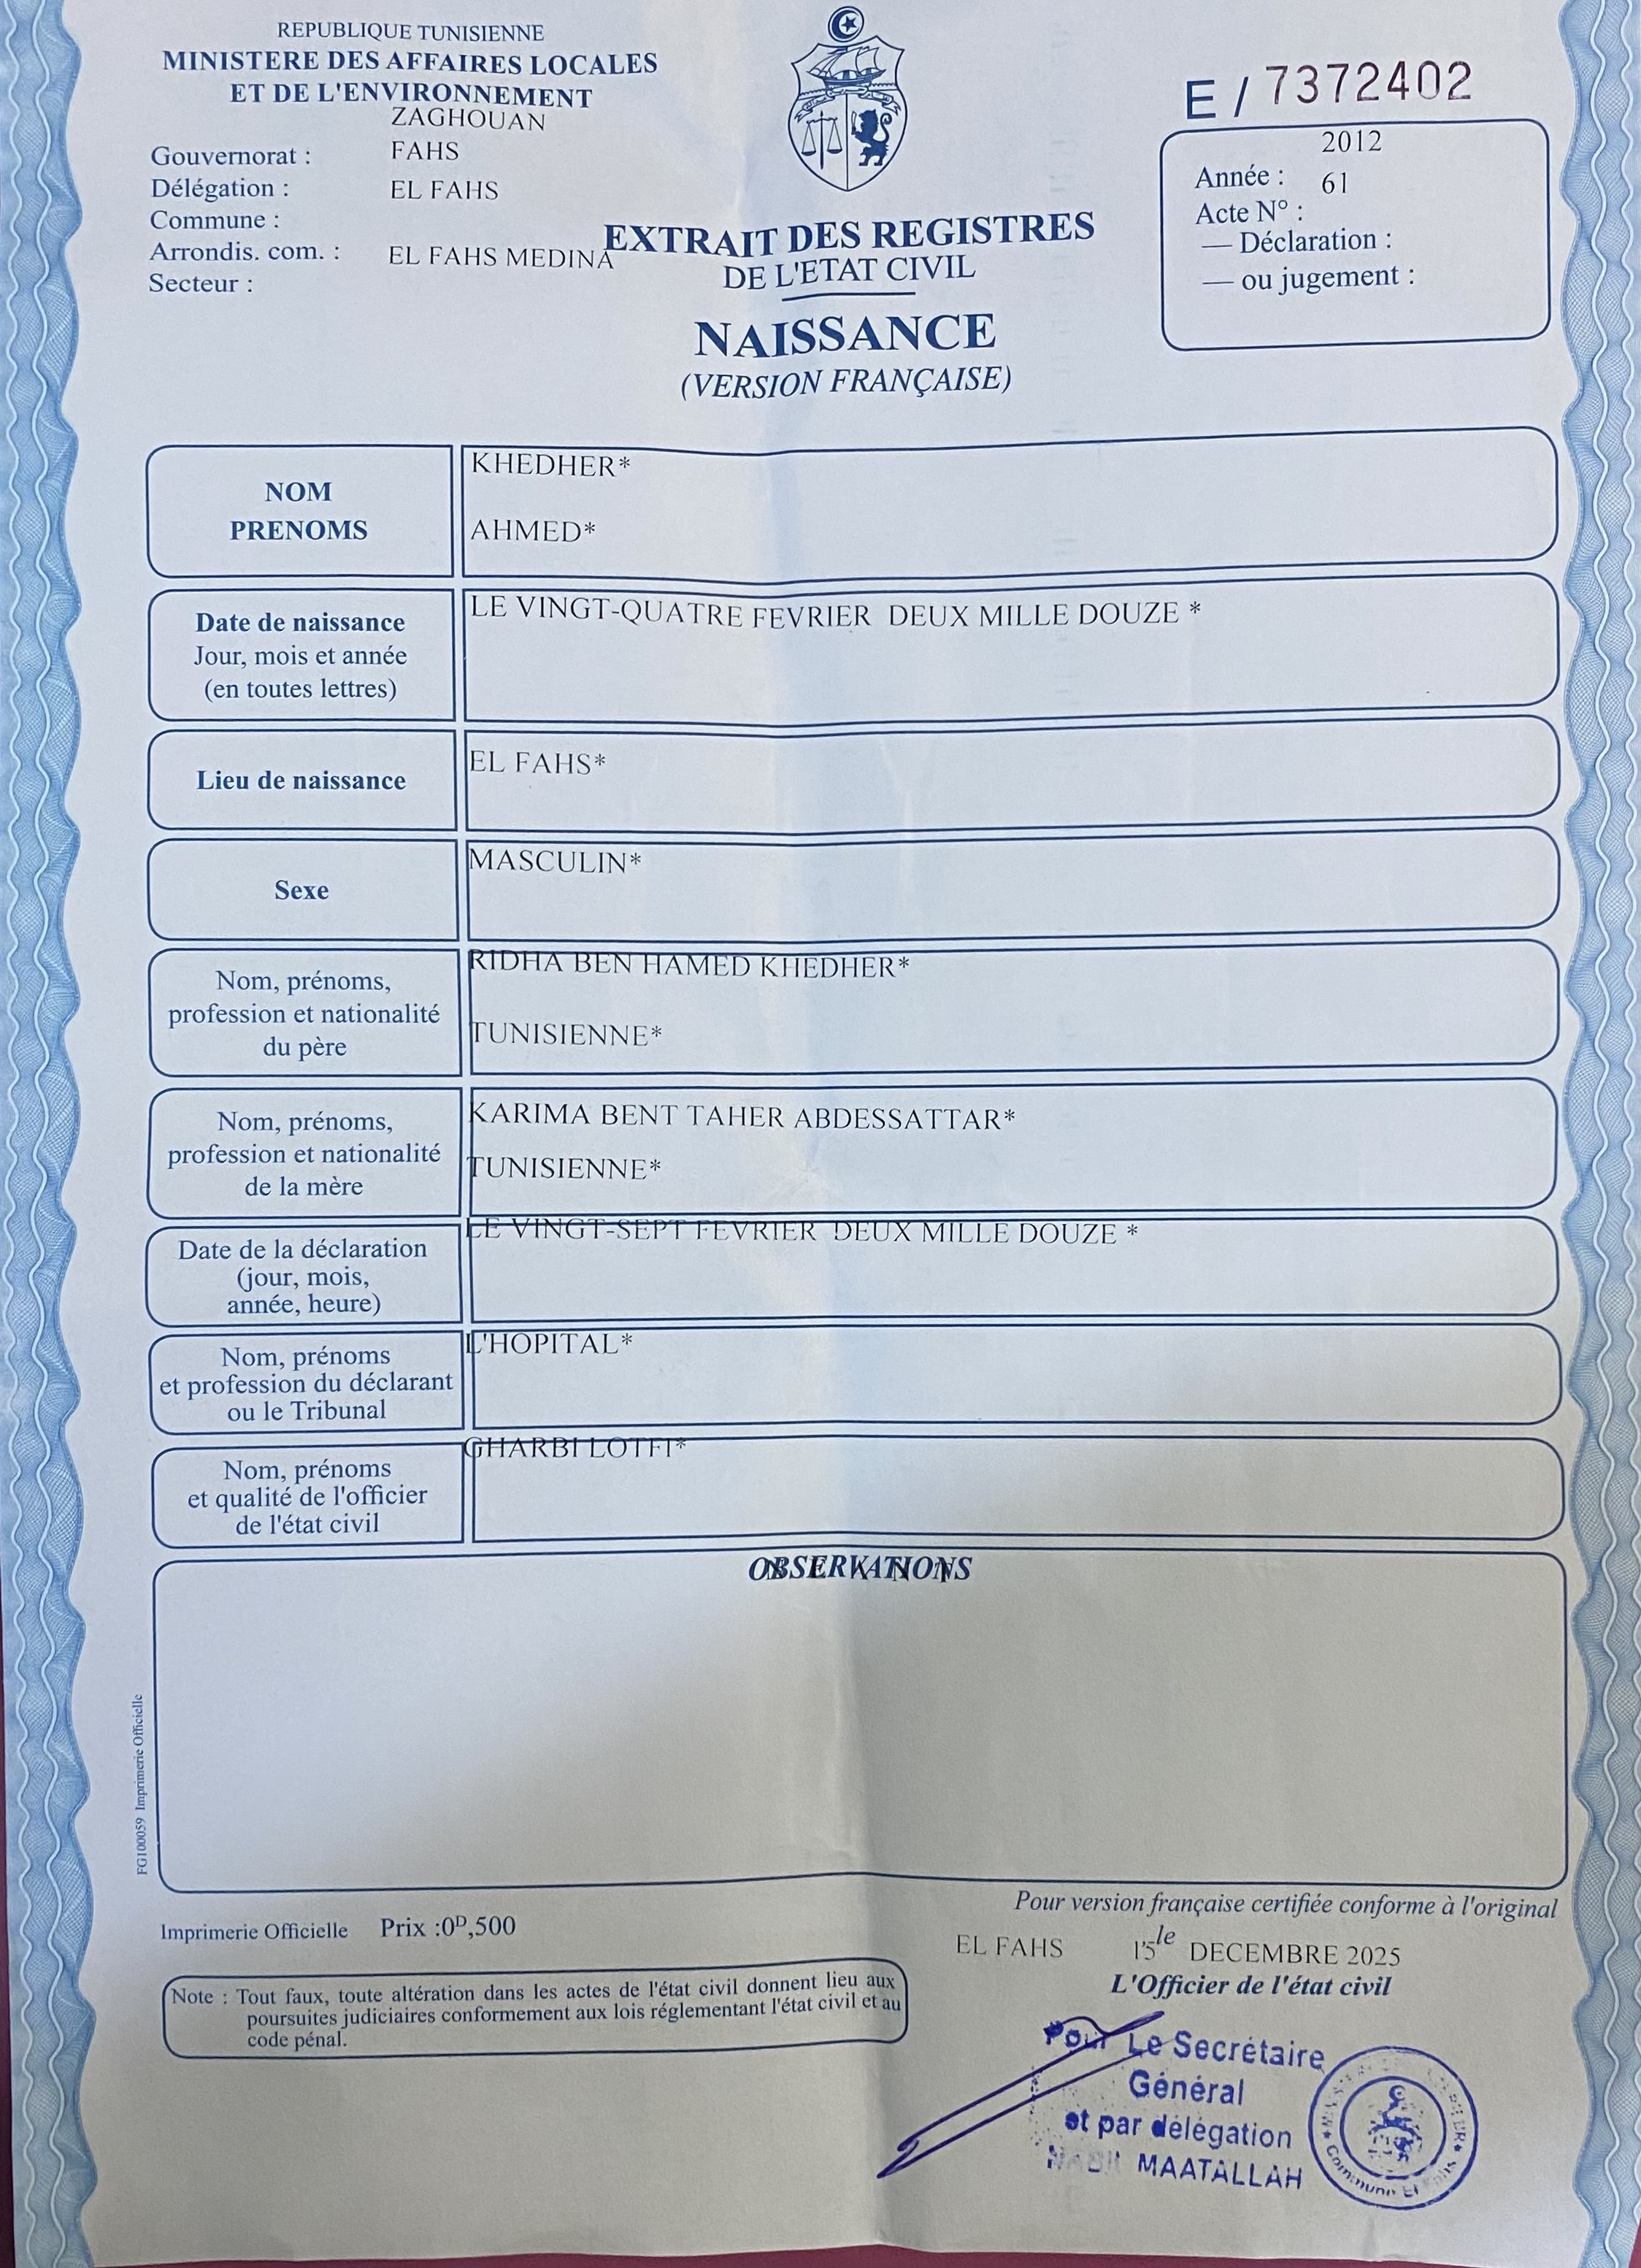 REPUBLIQUE TUNISIENNE
MINISTERE DES AFFAIRES LOCALES
ET DE L'ENVIRONNEMENT
ZAGHOUAN
Gouvernorat : FAHS
Délégation : EL FAHS
Commune :
Arrondis. com. : EL FAHS MEDINA
Secteur :
E / 7372402
2012
Année : 61
Acte N° :
— Déclaration :
— ou jugement :
EXTRAIT DES REGISTRES
DE L'ETAT CIVIL
NAISSANCE
(VERSION FRANÇAISE)
NOM
PRENOMS
KHEDHER*
AHMED*
Date de naissance
Jour, mois et année
(en toutes lettres)
LE VINGT-QUATRE FEVRIER DEUX MILLE DOUZE *
Lieu de naissance
EL FAHS*
Sexe
MASCULIN*
Nom, prénoms,
profession et nationalité
du père
RIDHA BEN HAMED KHEDHER*
TUNISIENNE*
Nom, prénoms,
profession et nationalité
de la mère
KARIMA BENT TAHER ABDESSATTAR*
TUNISIENNE*
Date de la déclaration
(jour, mois,
année, heure)
LE VINGT-SEPT FEVRIER DEUX MILLE DOUZE *
Nom, prénoms
et profession du déclarant
ou le Tribunal
L'HOPITAL*
Nom, prénoms
et qualité de l'officier
de l'état civil
GHARBI LOTFI*
OBSERVATIONS
FG100059 Imprimerie Officielle
Imprimerie Officielle Prix :0ᴰ,500
Note : Tout faux, toute altération dans les actes de l'état civil donnent lieu aux
poursuites judiciaires conformement aux lois réglementant l'état civil et au
code pénal.
Pour version française certifiée conforme à l'original
EL FAHS le 15 DECEMBRE 2025
L'Officier de l'état civil
Pour Le Secrétaire
Général
et par délégation
MAATALLAH
Commune El Fahs